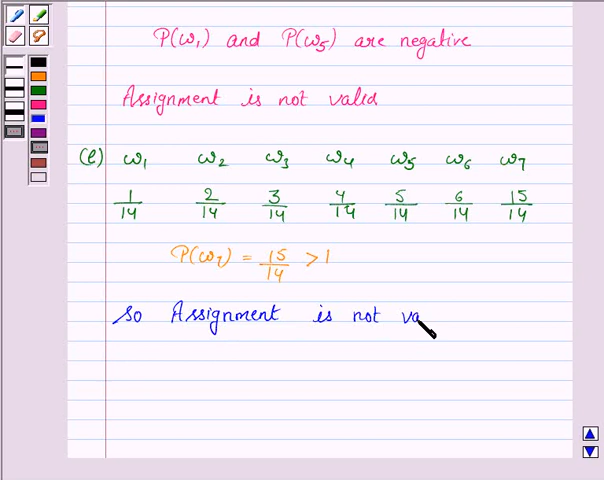 P(ω₁) and P(ω₅) are negative
Assignment is not valid
(e) ω₁ ω₂ ω₃ ω₄ ω₅ ω₆ ω₇
1/14 2/14 3/14 4/14 5/14 6/14 15/14
P(ω₇) = 15/14 > 1
So Assignment is not va